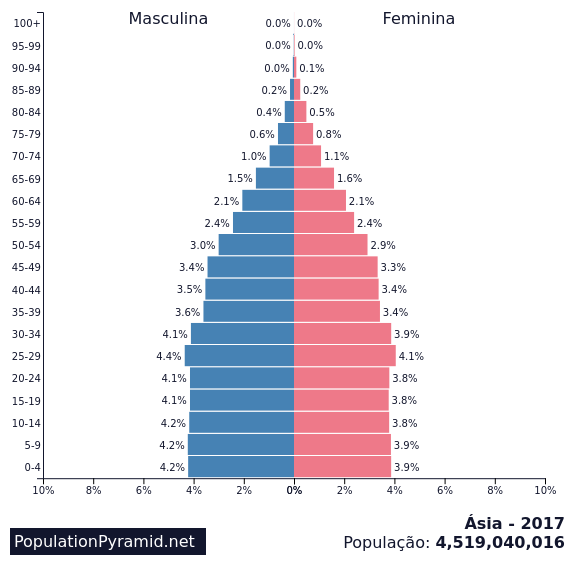 Masculina Feminina
100+ 0.0% 0.0%
95-99 0.0% 0.0%
90-94 0.0% 0.1%
85-89 0.2% 0.2%
80-84 0.4% 0.5%
75-79 0.6% 0.8%
70-74 1.0% 1.1%
65-69 1.5% 1.6%
60-64 2.1% 2.1%
55-59 2.4% 2.4%
50-54 3.0% 2.9%
45-49 3.4% 3.3%
40-44 3.5% 3.4%
35-39 3.6% 3.4%
30-34 4.1% 3.9%
25-29 4.4% 4.1%
20-24 4.1% 3.8%
15-19 4.1% 3.8%
10-14 4.2% 3.8%
5-9 4.2% 3.9%
0-4 4.2% 3.9%
10% 8% 6% 4% 2% 0% 2% 4% 6% 8% 10%
Ásia - 2017
PopulationPyramid.net População: 4,519,040,016